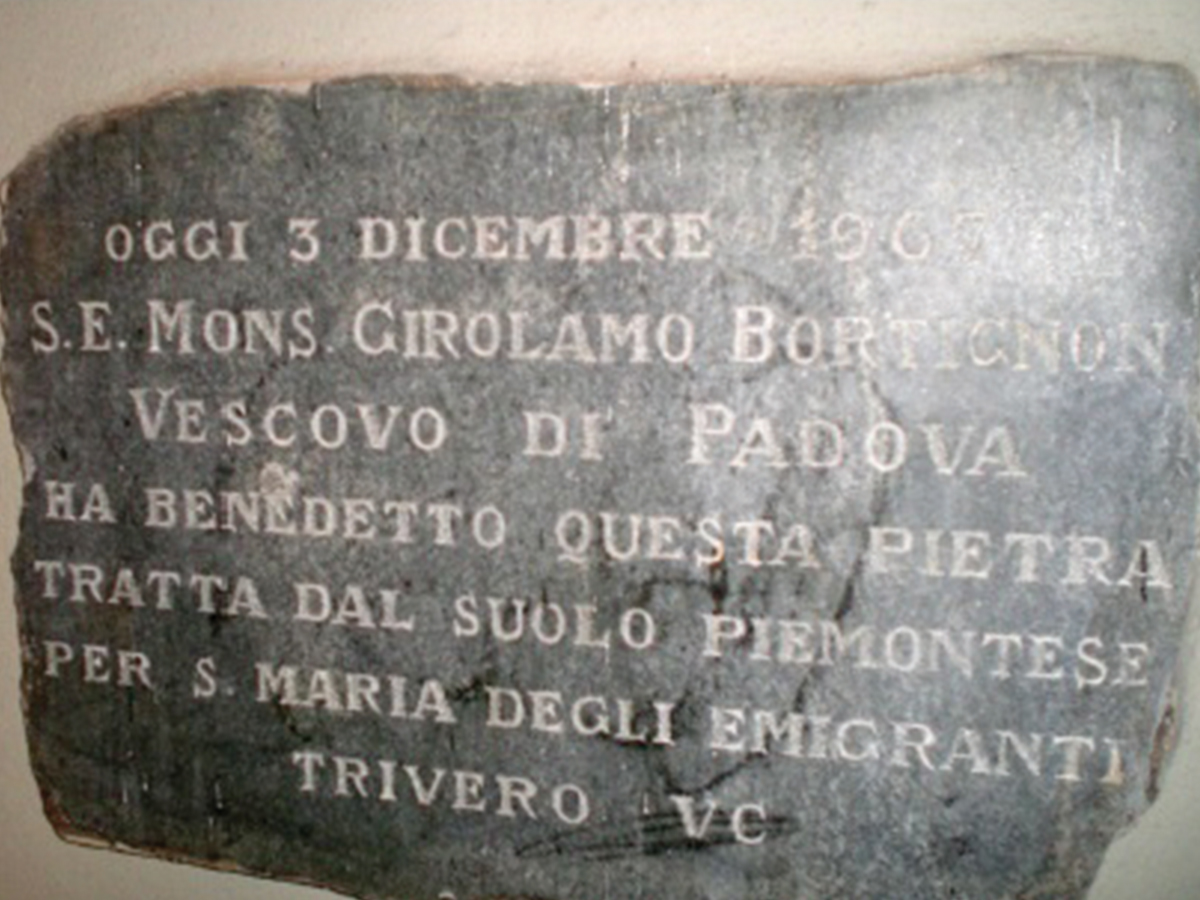 OGGI 3 DICEMBRE
S.E. MONS. GIROLAMO BORTIGNON
VESCOVO DI PADOVA
HA BENEDETTO QUESTA PIETRA
TRATTA DAL SUOLO PIEMONTESE
PER S. MARIA DEGLI EMIGRANTI
TRIVERO VC